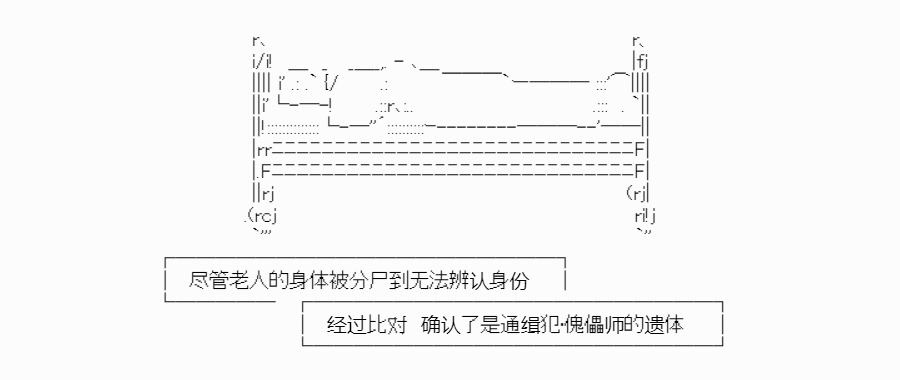 尽管老人的身体被分尸到无法辨认身份
经过比对 确认了是通缉犯·傀儡师的遗体